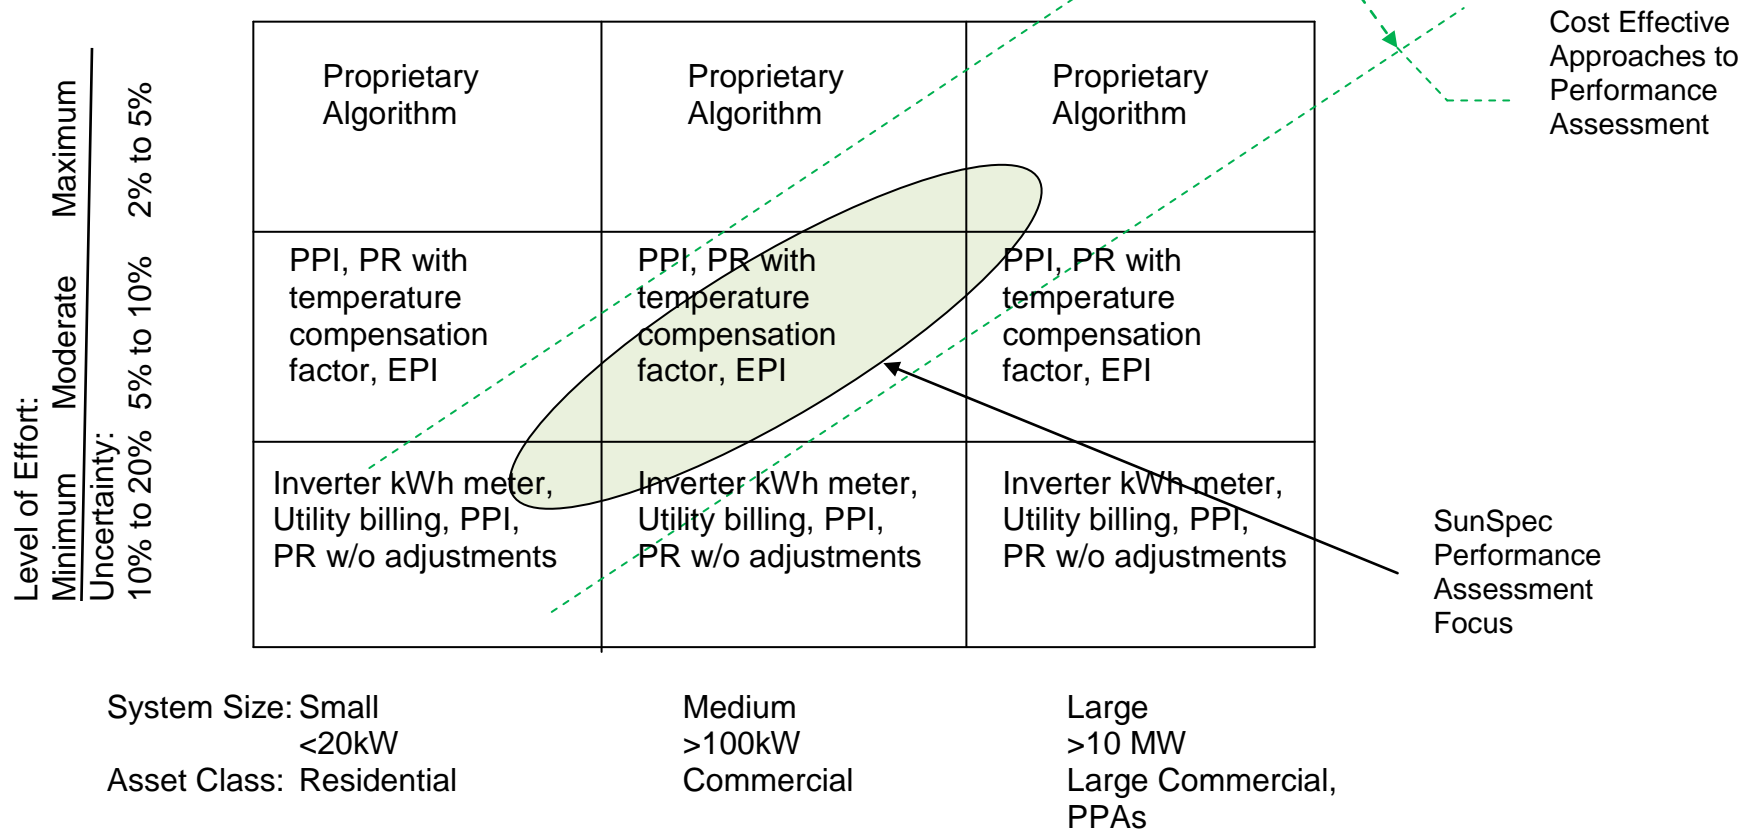 Cost Effective
Approaches to
Performance
Assessment
Level of Effort:
Minimum Moderate Maximum
Uncertainty:
10% to 20% 5% to 10% 2% to 5%
Proprietary
Algorithm
Proprietary
Algorithm
Proprietary
Algorithm
PPI, PR with
temperature
compensation
factor, EPI
PPI, PR with
temperature
compensation
factor, EPI
PPI, PR with
temperature
compensation
factor, EPI
Inverter kWh meter,
Utility billing, PPI,
PR w/o adjustments
Inverter kWh meter,
Utility billing, PPI,
PR w/o adjustments
Inverter kWh meter,
Utility billing, PPI,
PR w/o adjustments
SunSpec
Performance
Assessment
Focus
System Size: Small Medium Large
<20kW >100kW >10 MW
Asset Class: Residential Commercial Large Commercial,
PPAs